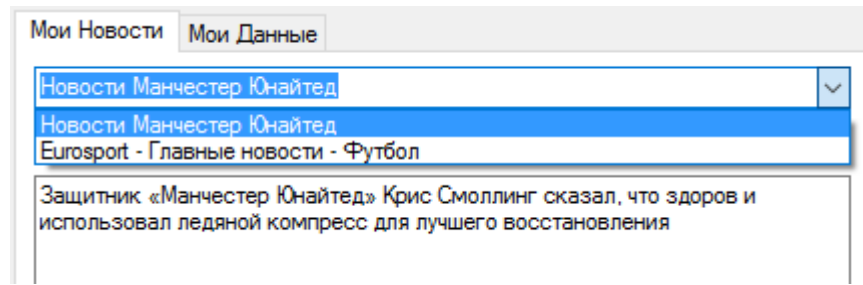 Мои Новости Мои Данные
Новости Манчестер Юнайтед
Новости Манчестер Юнайтед
Eurosport - Главные новости - Футбол
Защитник «Манчестер Юнайтед» Крис Смоллинг сказал, что здоров и
использовал ледяной компресс для лучшего восстановления